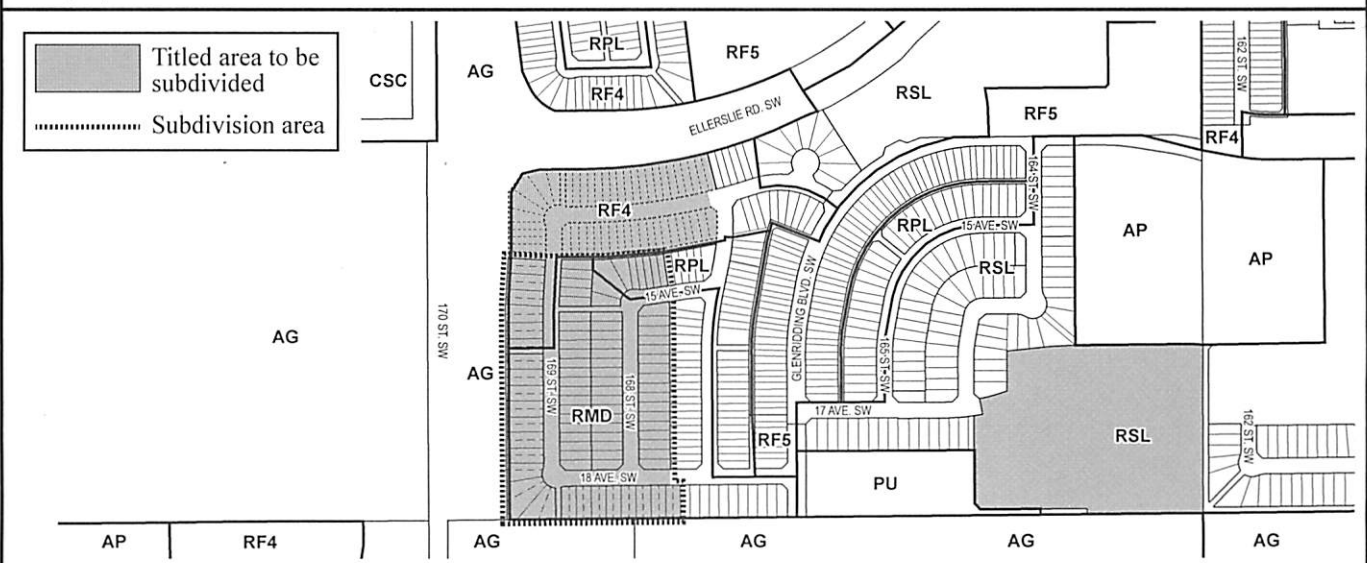 Titled area to be
subdivided
Subdivision area
CSC
AG
RPL
RF4
RF5
ELLERSLIE RD. SW
RSL
RF5
162 ST. SW
RF4
RF4
164 ST. SW
RPL
15 AVE. SW
RSL
AP
AP
RPL
15 AVE. SW
AG
170 ST. SW
AG
169 ST. SW
168 ST. SW
RMD
GLENRIDDING BLVD. SW
165 ST. SW
17 AVE. SW
RF5
RSL
162 ST. SW
18 AVE. SW
PU
AP
RF4
AG
AG
AG
AG